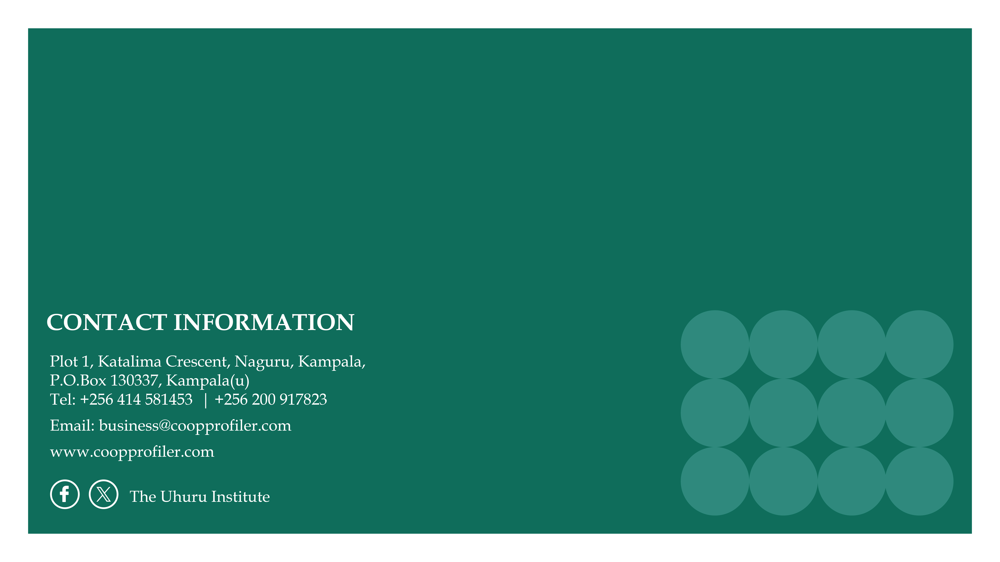 CONTACT INFORMATION
Plot 1, Katalima Crescent, Naguru, Kampala,
P.O.Box 130337, Kampala(u)
Tel: +256 414 581453 | +256 200 917823
Email: business@coopprofiler.com
www.coopprofiler.com
The Uhuru Institute